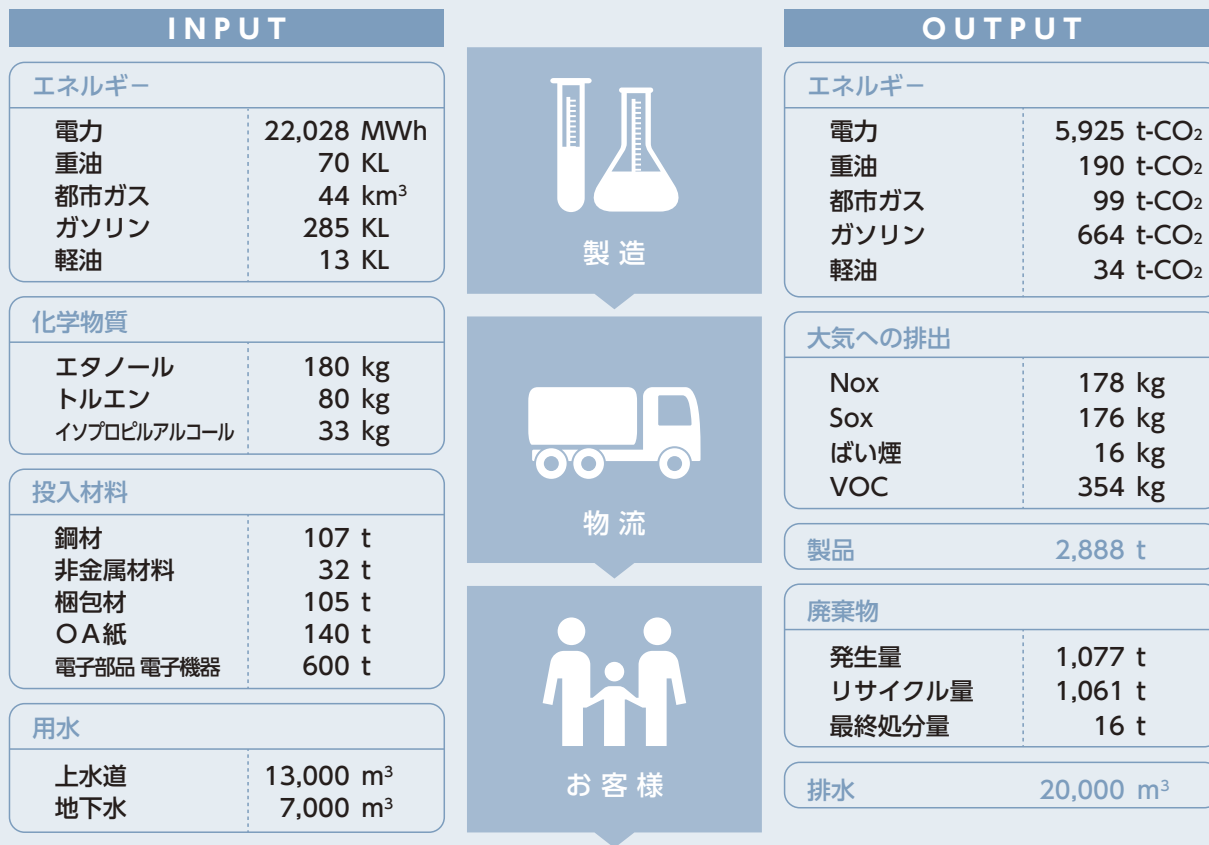 INPUT
エネルギー
電力 22,028 MWh
重油 70 KL
都市ガス 44 km³
ガソリン 285 KL
軽油 13 KL
化学物質
エタノール 180 kg
トルエン 80 kg
イソプロピルアルコール 33 kg
投入材料
鋼材 107 t
非金属材料 32 t
梱包材 105 t
OA紙 140 t
電子部品 電子機器 600 t
用水
上水道 13,000 m³
地下水 7,000 m³
製造
物流
お客様
OUTPUT
エネルギー
電力 5,925 t-CO₂
重油 190 t-CO₂
都市ガス 99 t-CO₂
ガソリン 664 t-CO₂
軽油 34 t-CO₂
大気への排出
Nox 178 kg
Sox 176 kg
ばい煙 16 kg
VOC 354 kg
製品 2,888 t
廃棄物
発生量 1,077 t
リサイクル量 1,061 t
最終処分量 16 t
排水 20,000 m³